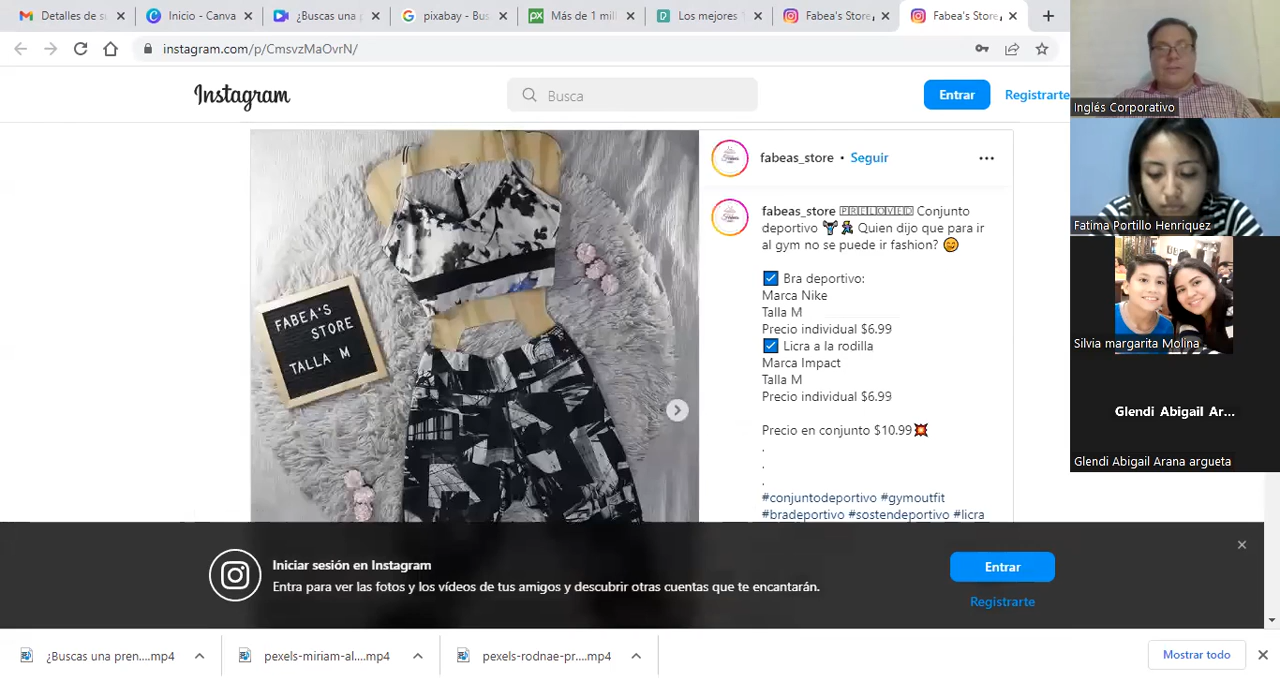 Detalles de su
Inicio - Canva
¿Buscas una p
pixabay - Bus
Más de 1 mill
Los mejores
Fabea's Store,
Fabea's Store,
instagram.com/p/CmsvzMaOvrN/
Instagram
Busca
Entrar
Registrarte
FABEA'S
STORE
TALLA M
fabeas_store • Seguir
fabeas_store PRELOVED Conjunto
deportivo Quien dijo que para ir
al gym no se puede ir fashion?
Bra deportivo:
Marca Nike
Talla M
Precio individual $6.99
Licra a la rodilla
Marca Impact
Talla M
Precio individual $6.99
Precio en conjunto $10.99
.
.
.
#conjuntodeportivo #gymoutfit
#bradeportivo #sostendeportivo #licra
Iniciar sesión en Instagram
Entra para ver las fotos y los vídeos de tus amigos y descubrir otras cuentas que te encantarán.
Entrar
Registrarte
¿Buscas una pren....mp4
pexels-miriam-al....mp4
pexels-rodnae-pr....mp4
Mostrar todo
Inglés Corporativo
Fatima Portillo Henriquez
Silvia margarita Molina
Glendi Abigail Ar...
Glendi Abigail Arana argueta